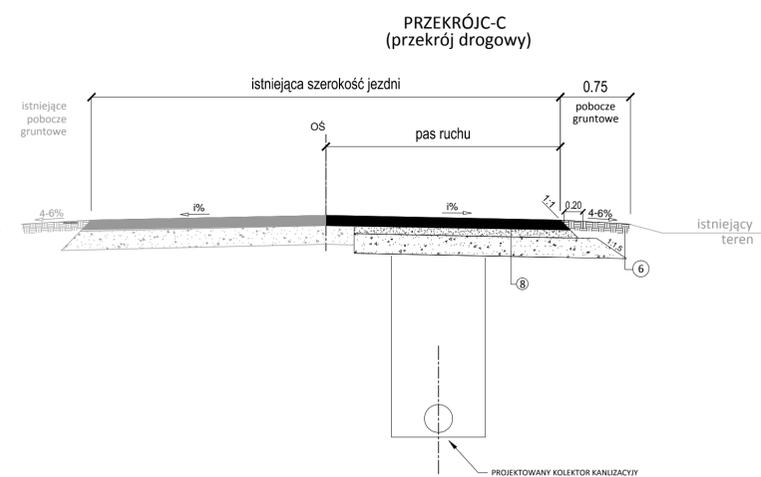 PRZEKRÓJC-C
(przekrój drogowy)
istniejąca szerokość jezdni
0.75
istniejące
pobocze
gruntowe
pobocze
gruntowe
OŚ
pas ruchu
4-6%
i%
i%
1:1
0.20
4-6%
istniejący
teren
1:1.5
6
8
PROJEKTOWANY KOLEKTOR KANLIZACYJY